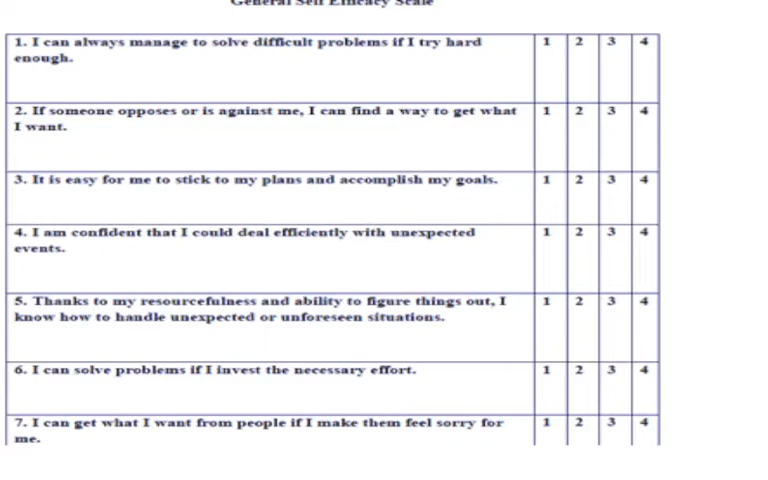 General Self Efficacy Scale
1. I can always manage to solve difficult problems if I try hard 1 2 3 4
enough.
2. If someone opposes or is against me, I can find a way to get what 1 2 3 4
I want.
3. It is easy for me to stick to my plans and accomplish my goals. 1 2 3 4
4. I am confident that I could deal efficiently with unexpected 1 2 3 4
events.
5. Thanks to my resourcefulness and ability to figure things out, I 1 2 3 4
know how to handle unexpected or unforeseen situations.
6. I can solve problems if I invest the necessary effort. 1 2 3 4
7. I can get what I want from people if I make them feel sorry for 1 2 3 4
me.